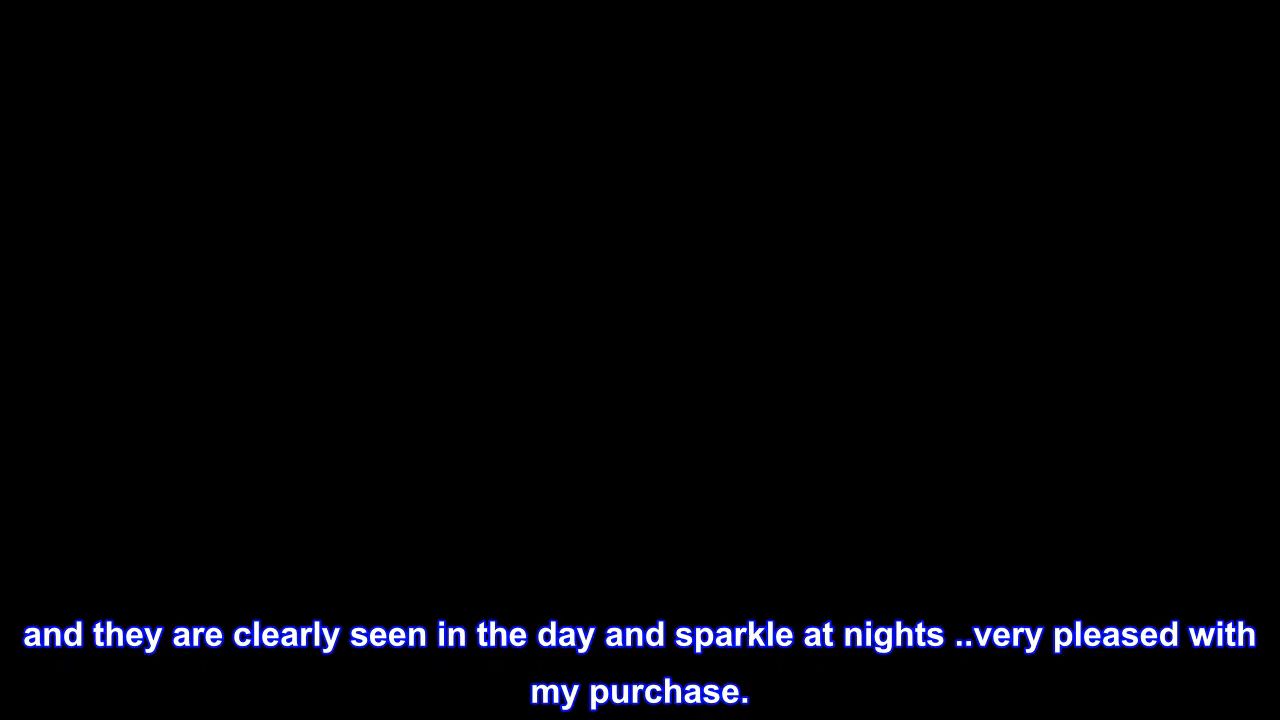 and they are clearly seen in the day and sparkle at nights ..very pleased with
my purchase.